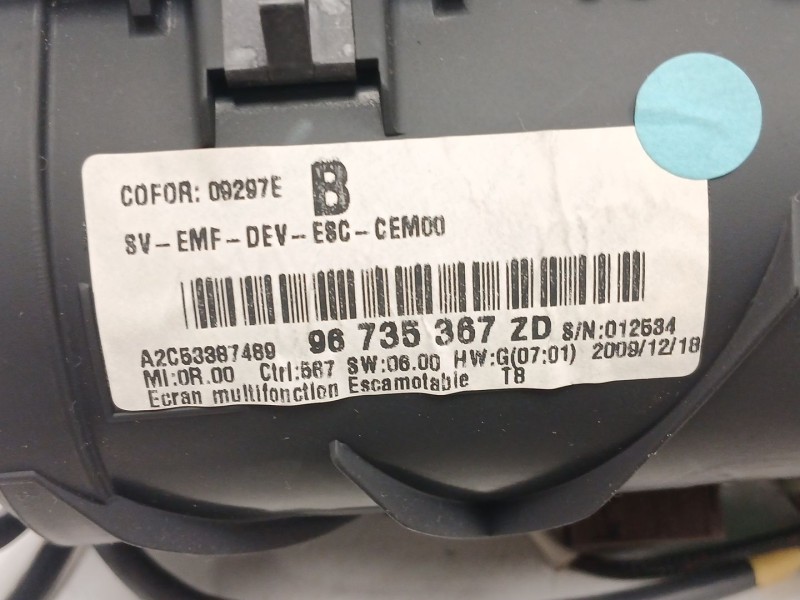 COFOR: 09297E B
SV-EMF-DEV-ESC-CEM00
A2C53387489 96 735 367 ZD S/N:012534
MI:0R.00 Ctrl:567 SW:06.00 HW:G(07:01) 2009/12/18
Ecran multifonction Escamotable T8